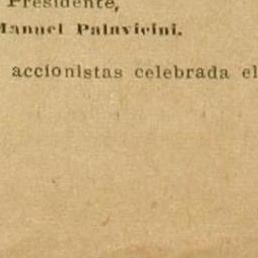 Presidente,
Manuel Palavicini.
accionistas celebrada el